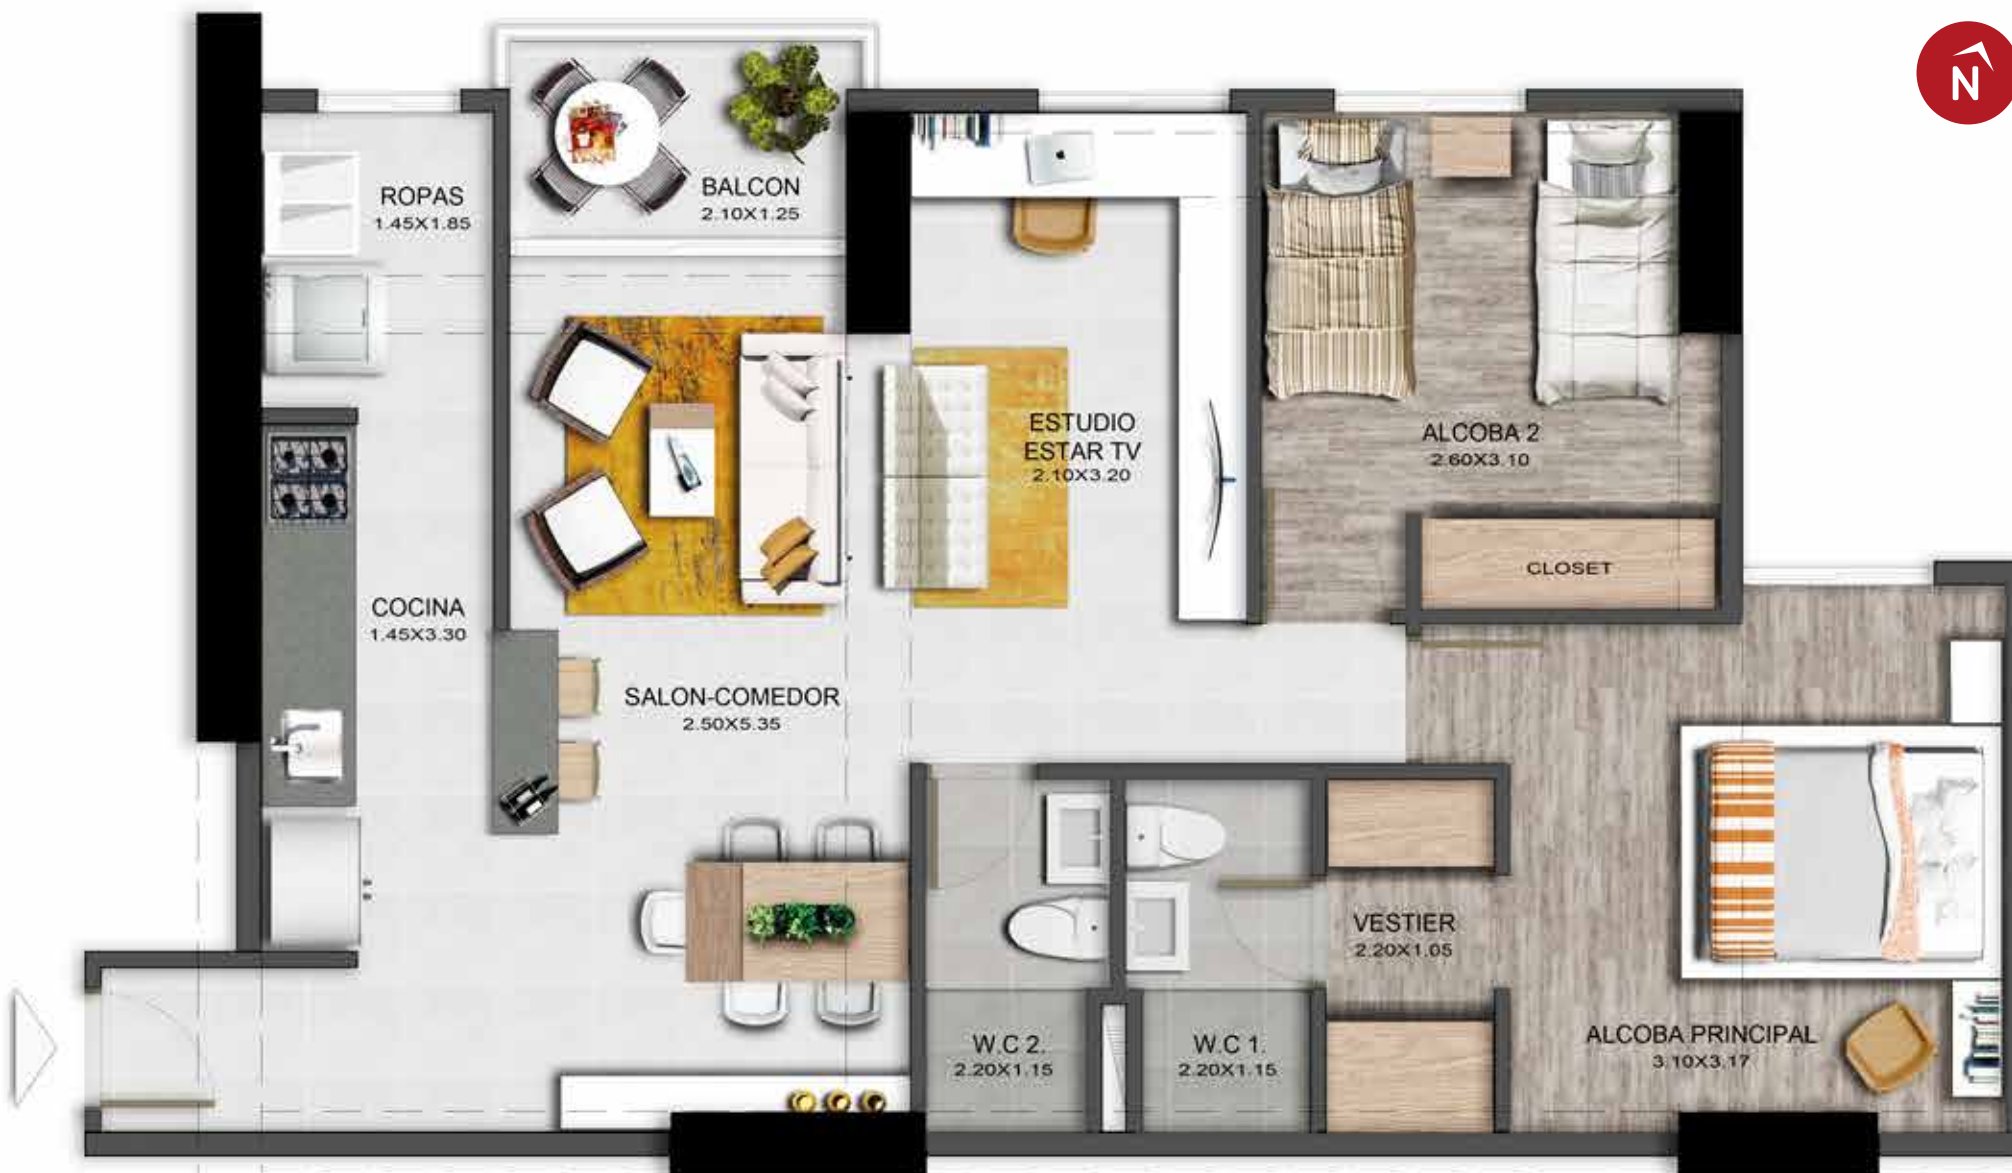 N
ROPAS
1.45X1.85
BALCON
2.10X1.25
ESTUDIO
ESTAR TV
2.10X3.20
ALCOBA 2
2.60X3.10
CLOSET
COCINA
1.45X3.30
SALON-COMEDOR
2.50X5.35
VESTIER
2.20X1.05
W.C 2.
2.20X1.15
W.C 1.
2.20X1.15
ALCOBA PRINCIPAL
3.10X3.17